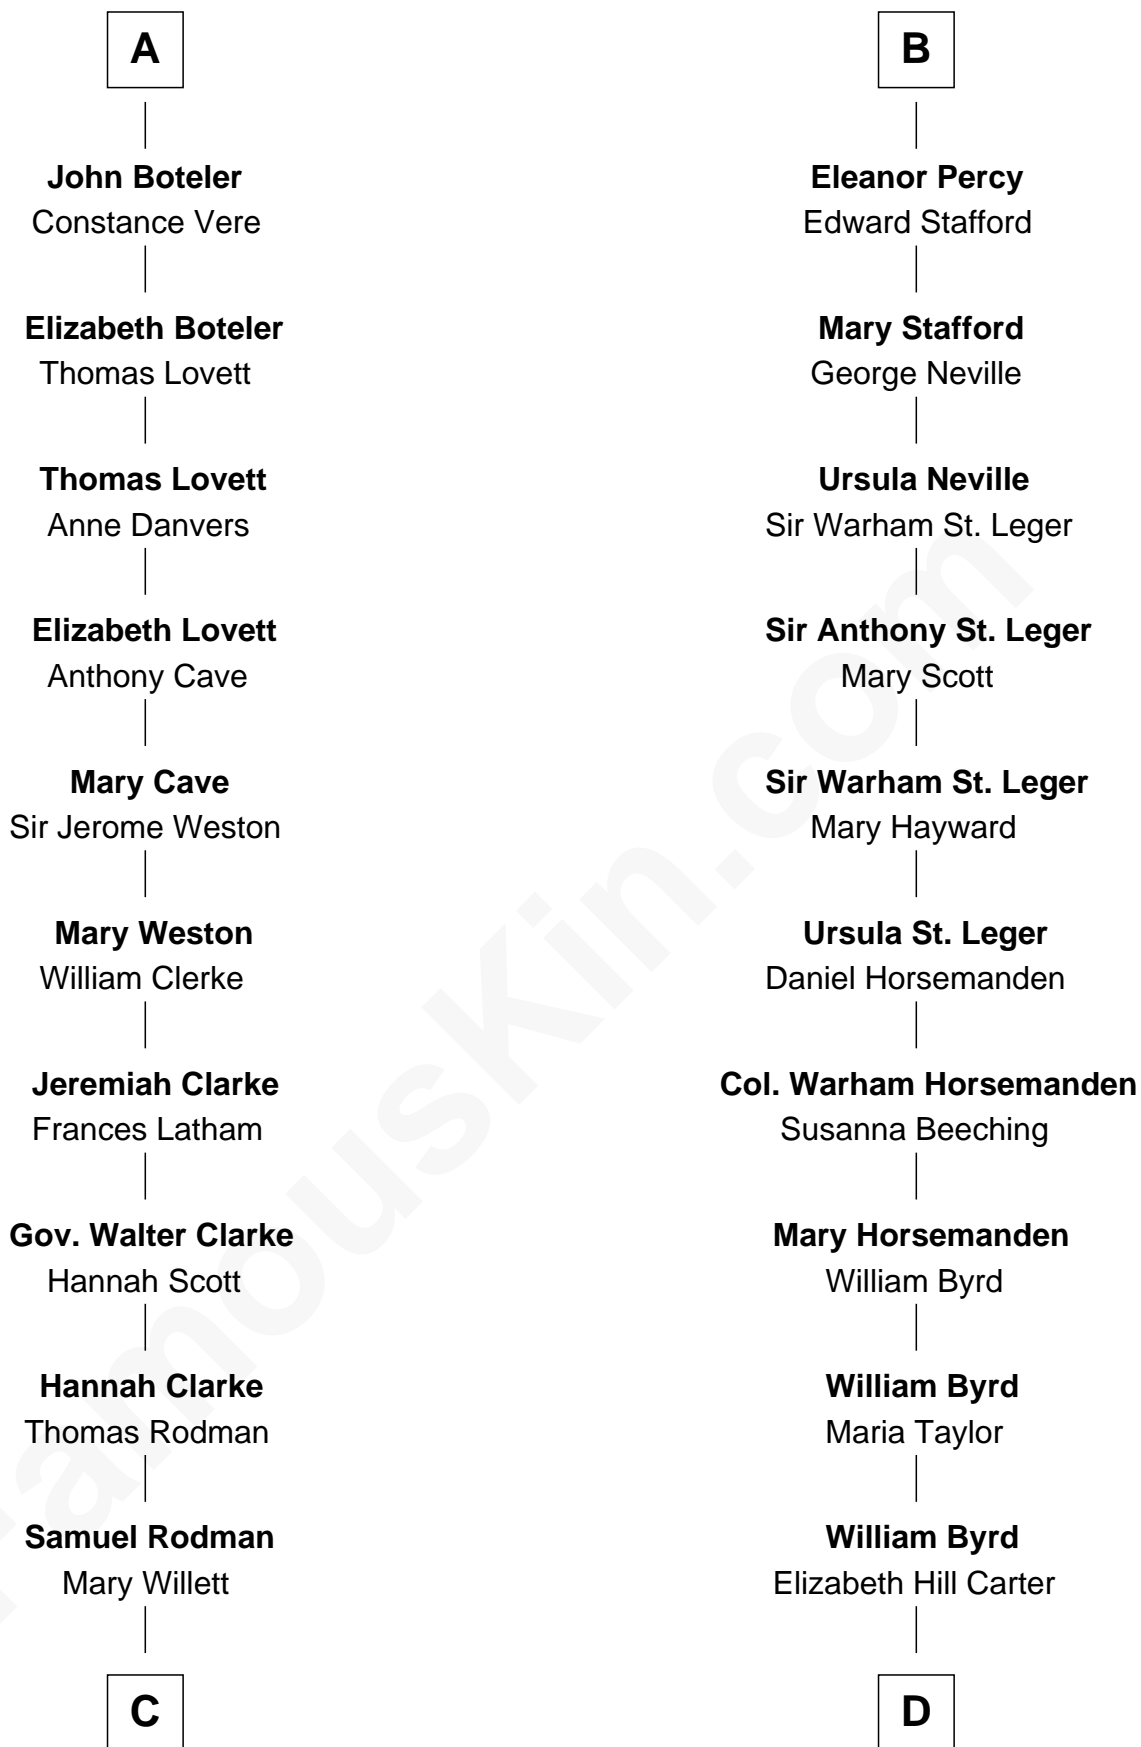 A
John Boteler
Constance Vere
Elizabeth Boteler
Thomas Lovett
Thomas Lovett
Anne Danvers
Elizabeth Lovett
Anthony Cave
Mary Cave
Sir Jerome Weston
Mary Weston
William Clerke
Jeremiah Clarke
Frances Latham
Gov. Walter Clarke
Hannah Scott
Hannah Clarke
Thomas Rodman
Samuel Rodman
Mary Willett
C
B
Eleanor Percy
Edward Stafford
Mary Stafford
George Neville
Ursula Neville
Sir Warham St. Leger
Sir Anthony St. Leger
Mary Scott
Sir Warham St. Leger
Mary Hayward
Ursula St. Leger
Daniel Horsemanden
Col. Warham Horsemanden
Susanna Beeching
Mary Horsemanden
William Byrd
William Byrd
Maria Taylor
William Byrd
Elizabeth Hill Carter
D
FamousKin.com